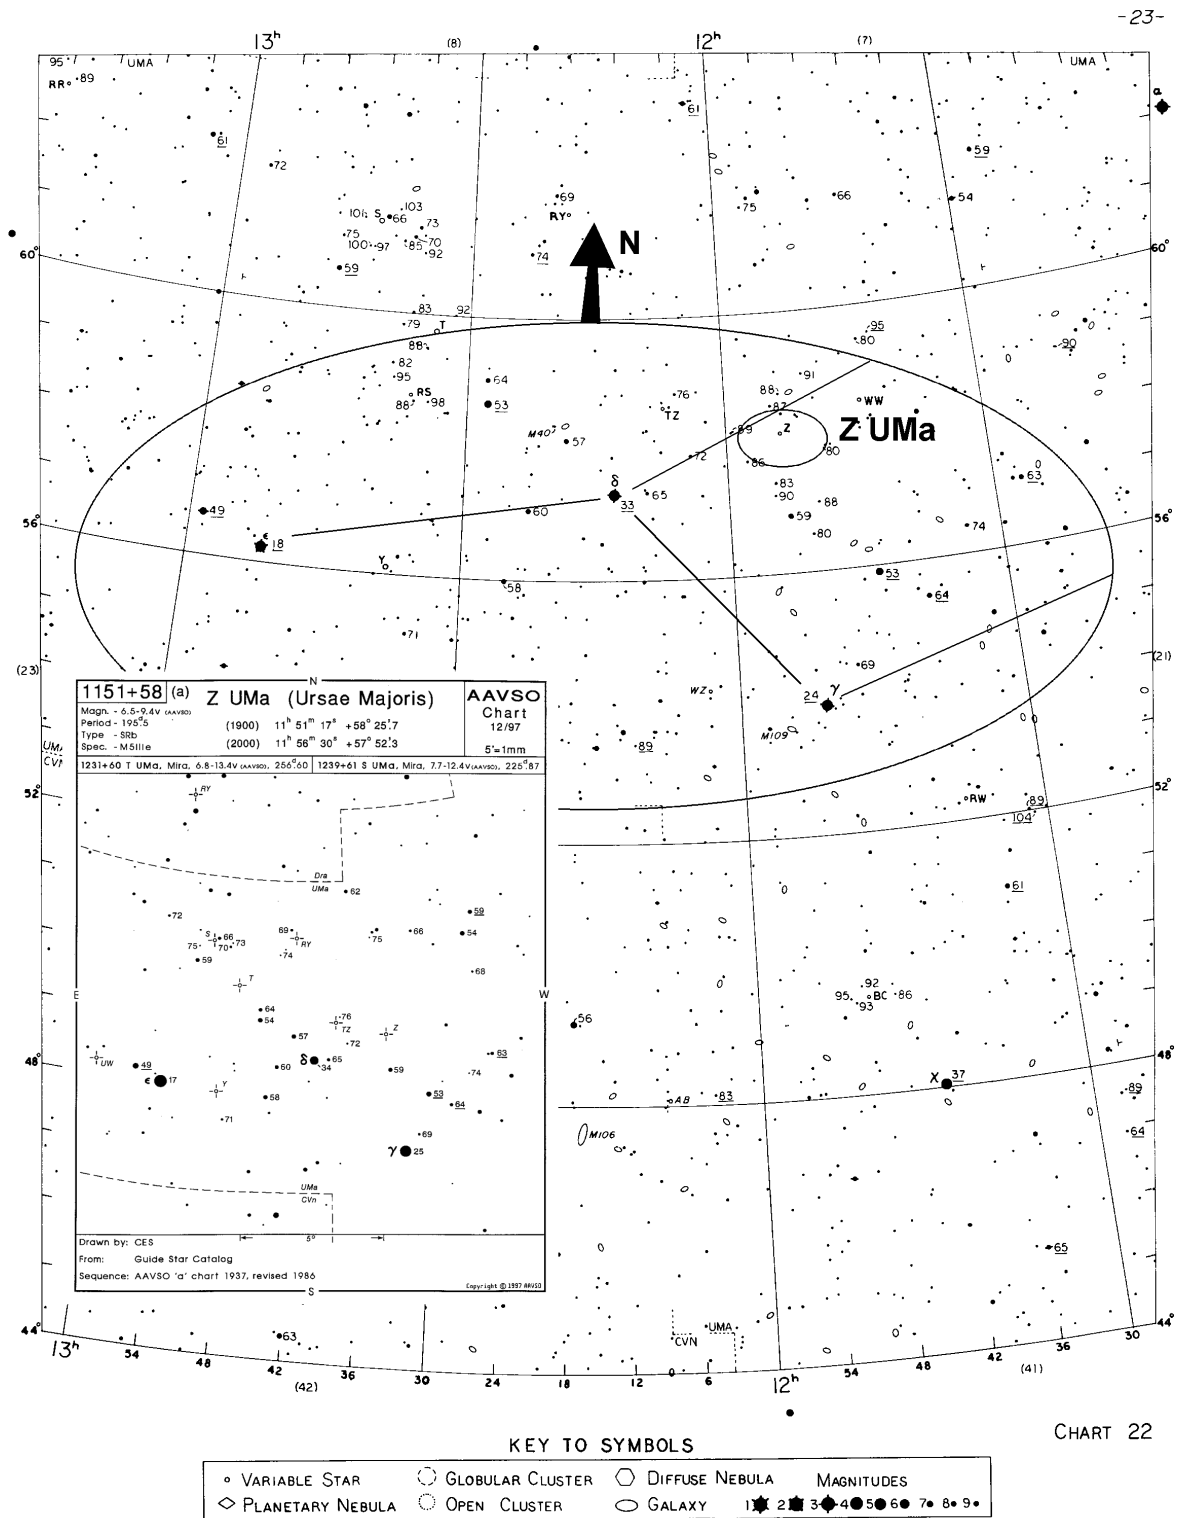 -23-
13ʰ (8) 12ʰ (7)
95 UMA UMA
RR 89 α
61 61
72 59
103 69 66 54
101 S 66 73 RY 75
75 70
100 97 85 92 74
60° 59 60°
N
83 92
79 T 95
88 80 90
82 91
95 64 76 88
RS 87 WW
88 98 53 TZ
M40 57 89 Z Z UMa
72 86 80
δ 83 63
65 90
33 88
49 60 59 74
56° ε 56°
18 80
Y 53
58 64
71
(23) 69 (21)
WZ 24 γ
M109
89
UMA
CVN
52° RW 89 52°
104
61
92
95 BC 86
93
56
48° 48°
χ 37
AB 83 89
M106 64
65
1151+58 (a) Z UMa (Ursae Majoris) AAVSO
Magn. - 6.5-9.4v (AAVSO) Chart
Period - 195ᵈ.5 (1900) 11ʰ 51ᵐ 17ˢ +58° 25.'7 12/97
Type - SRb
Spec. - M5IIIe (2000) 11ʰ 56ᵐ 30ˢ +57° 52.'3 5'=1mm
1231+60 T UMa, Mira, 6.8-13.4v (AAVSO), 256ᵈ.60 1239+61 S UMa, Mira, 7.7-12.4v (AAVSO), 225ᵈ.87
N
RY
Dra
UMa 62
72 59
S 66 69 66 54
75 70 73 RY 75
59 74 68
T
E W
64 76
54 TZ Z
57 72
UW 49 δ 65 63
60 34 59 74
ε 17
Y 58 53 64
71 69
γ 25
UMa
CVn
5°
Drawn by: CES
From: Guide Star Catalog
Sequence: AAVSO 'a' chart 1937, revised 1986 Copyright © 1997 AAVSO
S
44° 63 UMA CVN 44°
13ʰ 54 48 42 36 30 24 18 12 6 12ʰ 54 48 42 36 30
(42) (41)
CHART 22
KEY TO SYMBOLS
VARIABLE STAR GLOBULAR CLUSTER DIFFUSE NEBULA MAGNITUDES
PLANETARY NEBULA OPEN CLUSTER GALAXY 1 2 3 4 5 6 7 8 9